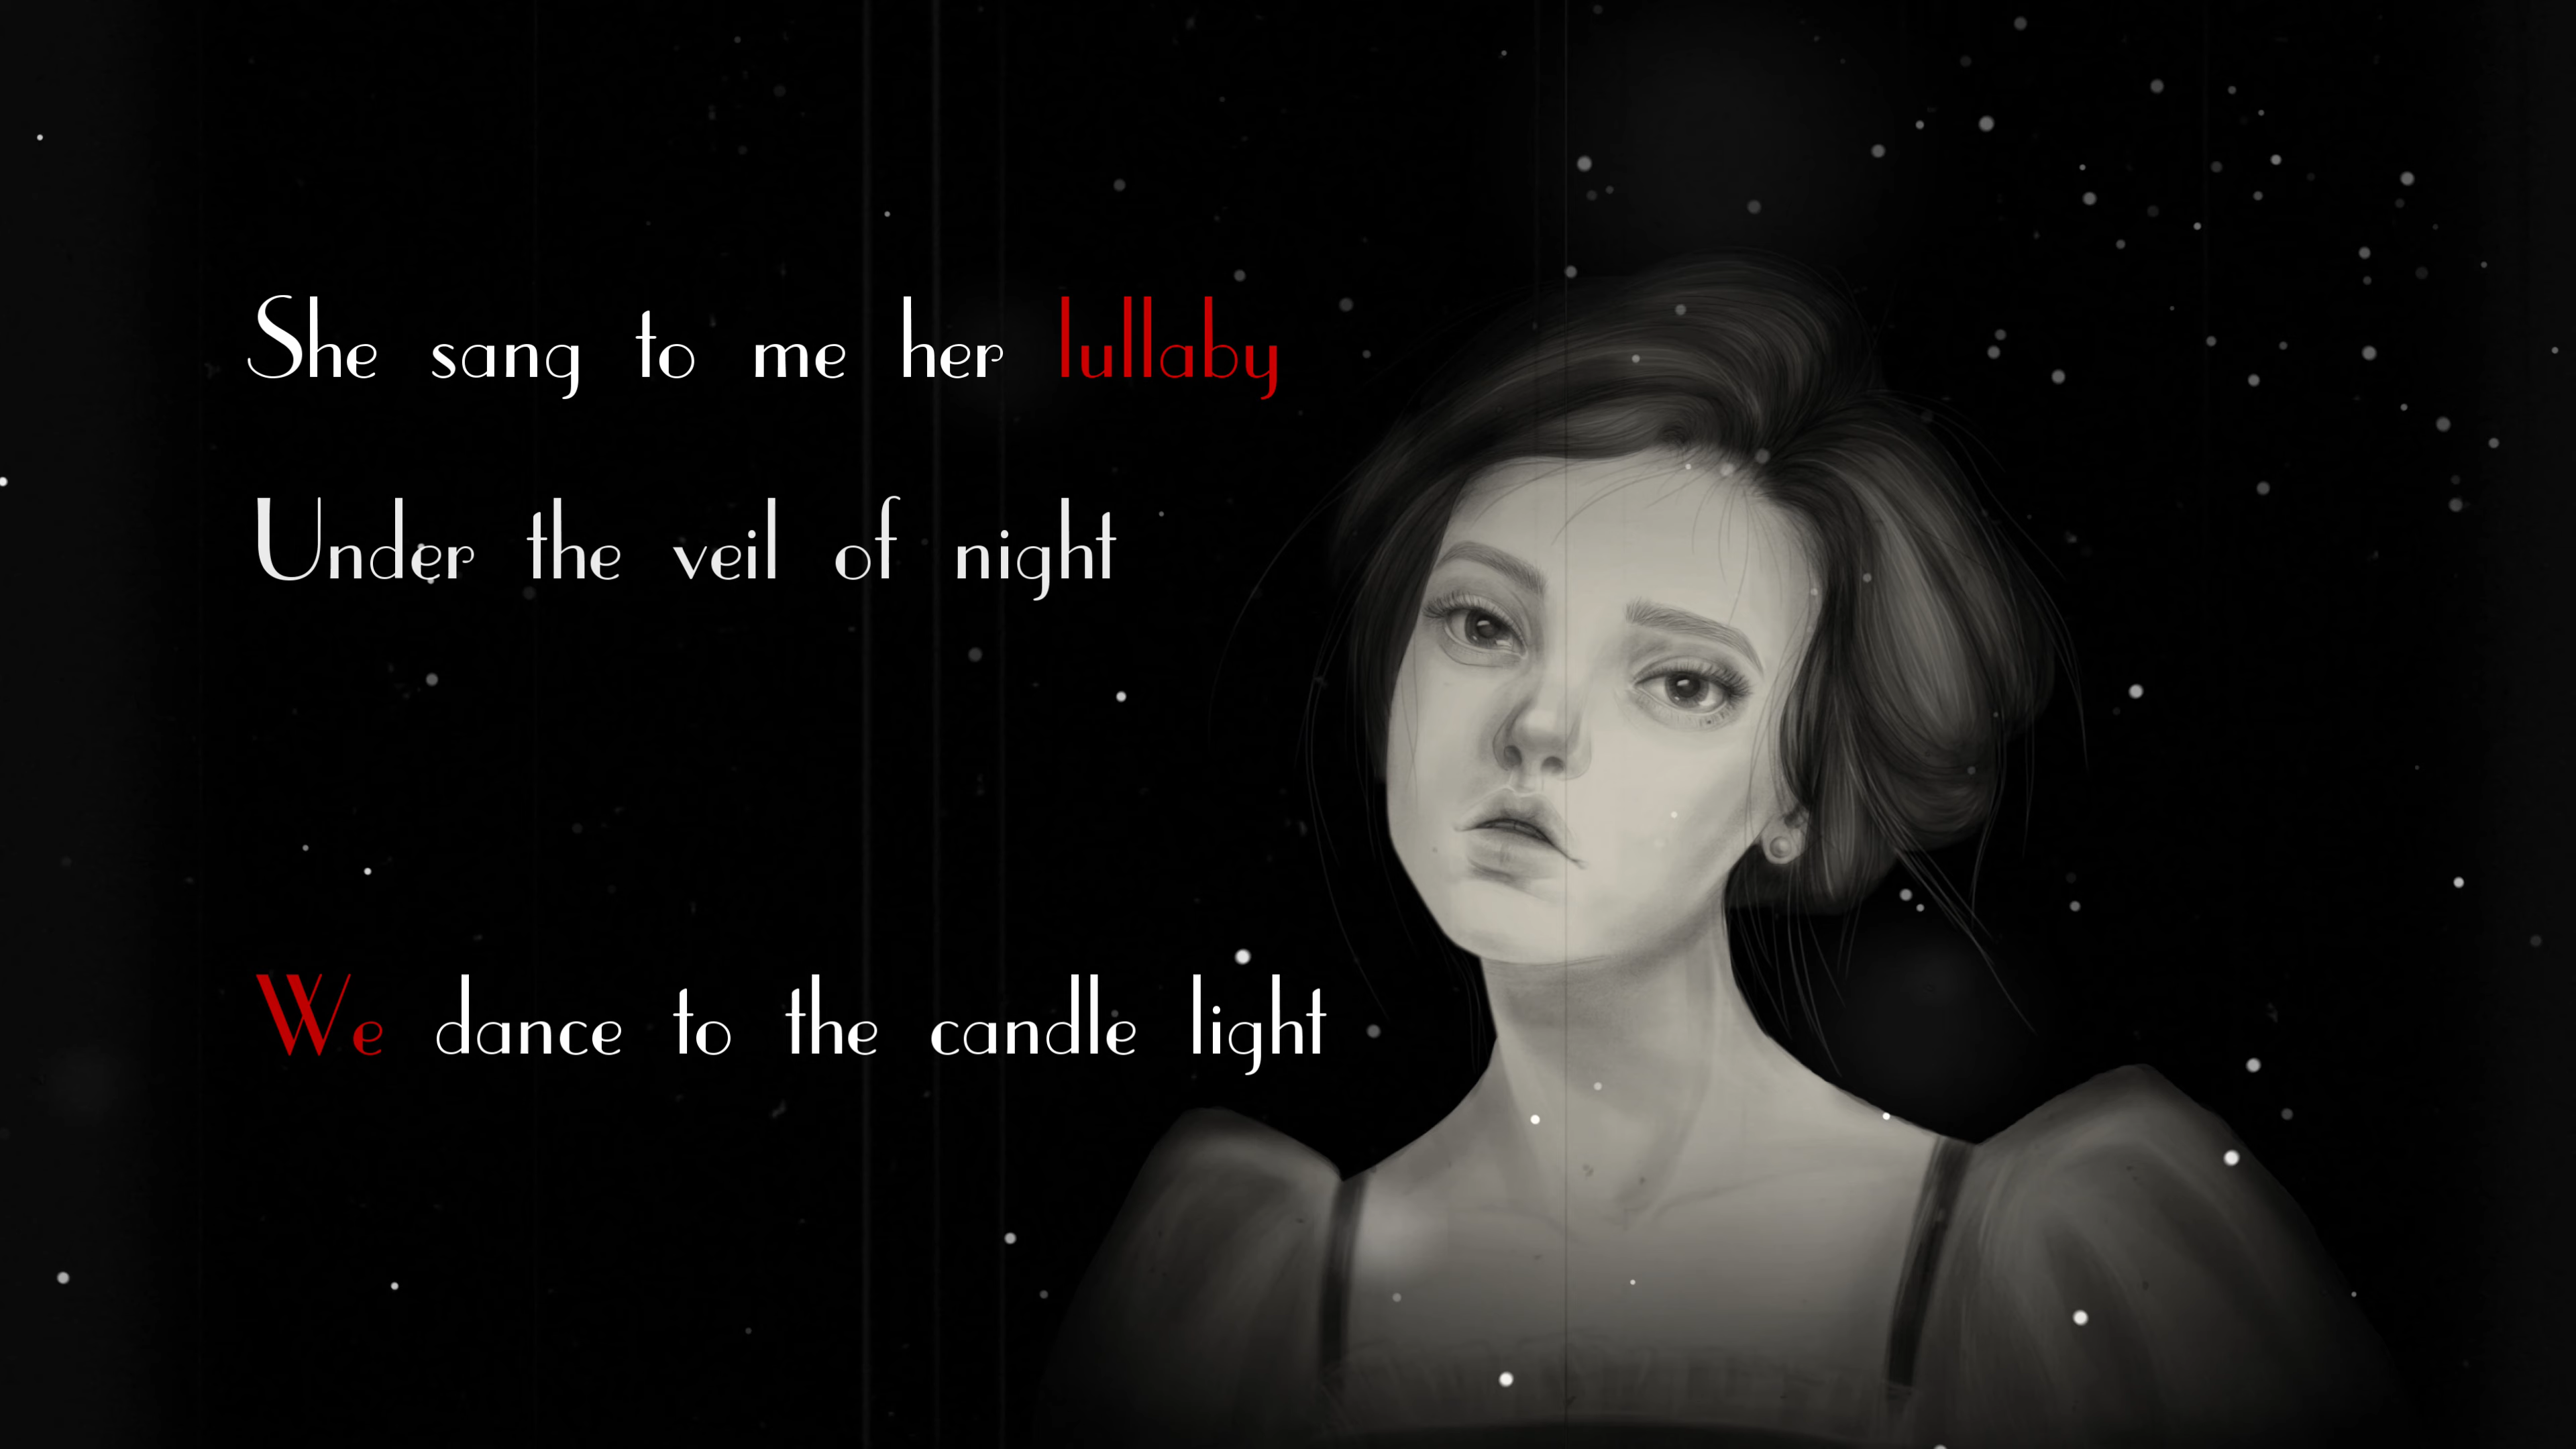 She sang to me her lullaby
Under the veil of night
We dance to the candle light